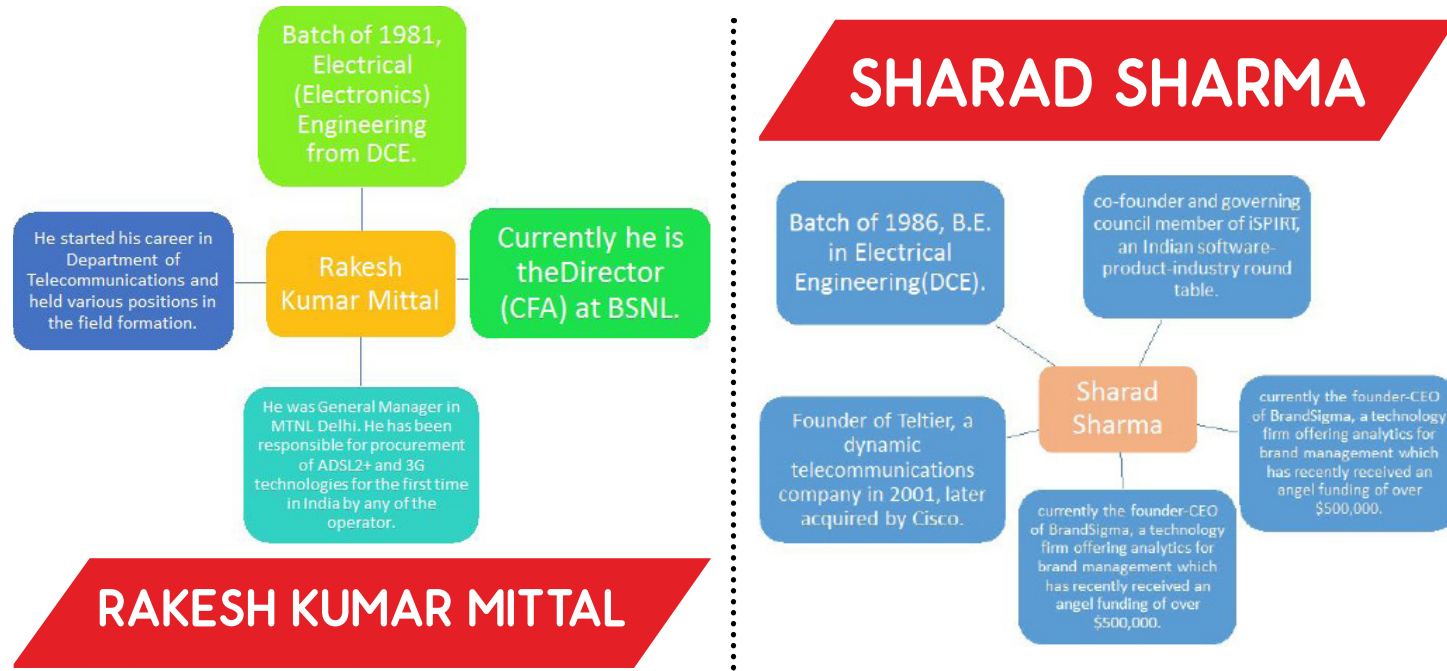 Batch of 1981,
Electrical
(Electronics)
Engineering
from DCE.
He started his career in
Department of
Telecommunications and
held various positions in
the field formation.
Rakesh
Kumar Mittal
Currently he is
theDirector
(CFA) at BSNL.
He was General Manager in
MTNL Delhi. He has been
responsible for procurement
of ADSL2+ and 3G
technologies for the first time
in India by any of the
operator.
RAKESH KUMAR MITTAL
SHARAD SHARMA
Batch of 1986, B.E.
in Electrical
Engineering(DCE).
co-founder and governing
council member of iSPIRT,
an Indian software-
product-industry round
table.
Sharad
Sharma
Founder of Teltier, a
dynamic
telecommunications
company in 2001, later
acquired by Cisco.
currently the founder-CEO
of BrandSigma, a technology
firm offering analytics for
brand management which
has recently received an
angel funding of over
$500,000.
currently the founder-CEO
of BrandSigma, a technology
firm offering analytics for
brand management which
has recently received an
angel funding of over
$500,000.